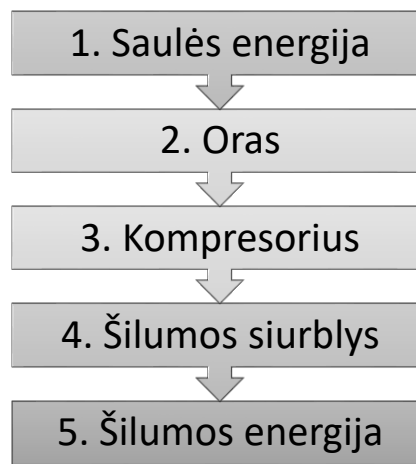 1. Saulės energija
2. Oras
3. Kompresorius
4. Šilumos siurblys
5. Šilumos energija